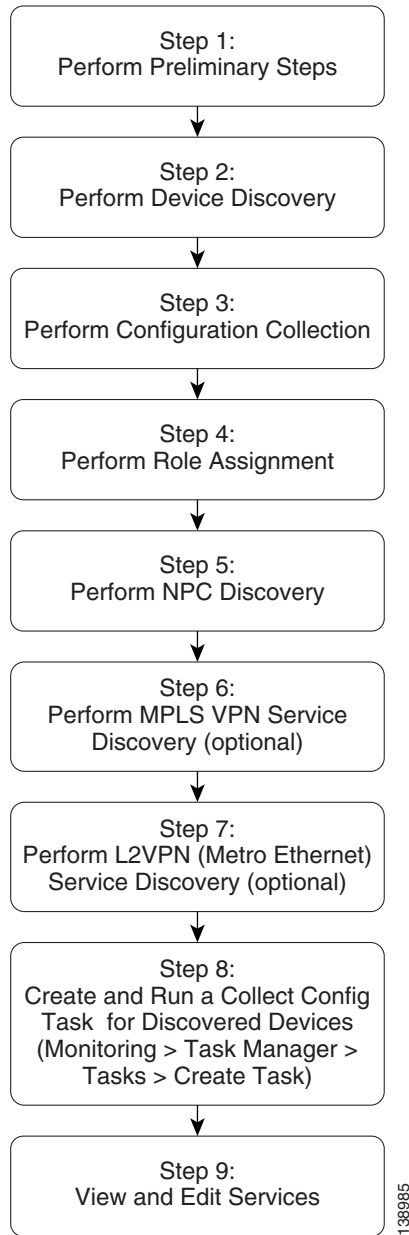 Step 1:
Perform Preliminary Steps
Step 2:
Perform Device Discovery
Step 3:
Perform Configuration Collection
Step 4:
Perform Role Assignment
Step 5:
Perform NPC Discovery
Step 6:
Perform MPLS VPN Service
Discovery (optional)
Step 7:
Perform L2VPN (Metro Ethernet)
Service Discovery (optional)
Step 8:
Create and Run a Collect Config
Task for Discovered Devices
(Monitoring > Task Manager >
Tasks > Create Task)
Step 9:
View and Edit Services
138985